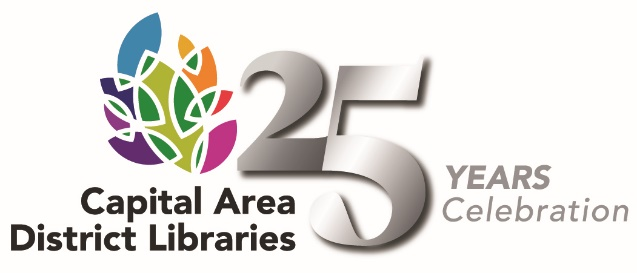 25
YEARS
Celebration
Capital Area
District Libraries